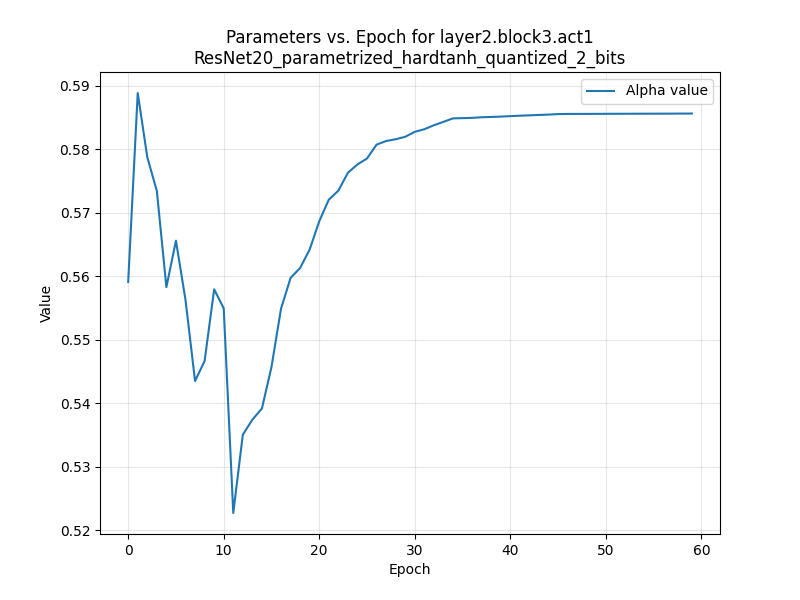 Parameters vs. Epoch for layer2.block3.act1
ResNet20_parametrized_hardtanh_quantized_2_bits
Alpha value
0.59
0.58
0.57
0.56
0.55
0.54
0.53
0.52
Value
0 10 20 30 40 50 60
Epoch